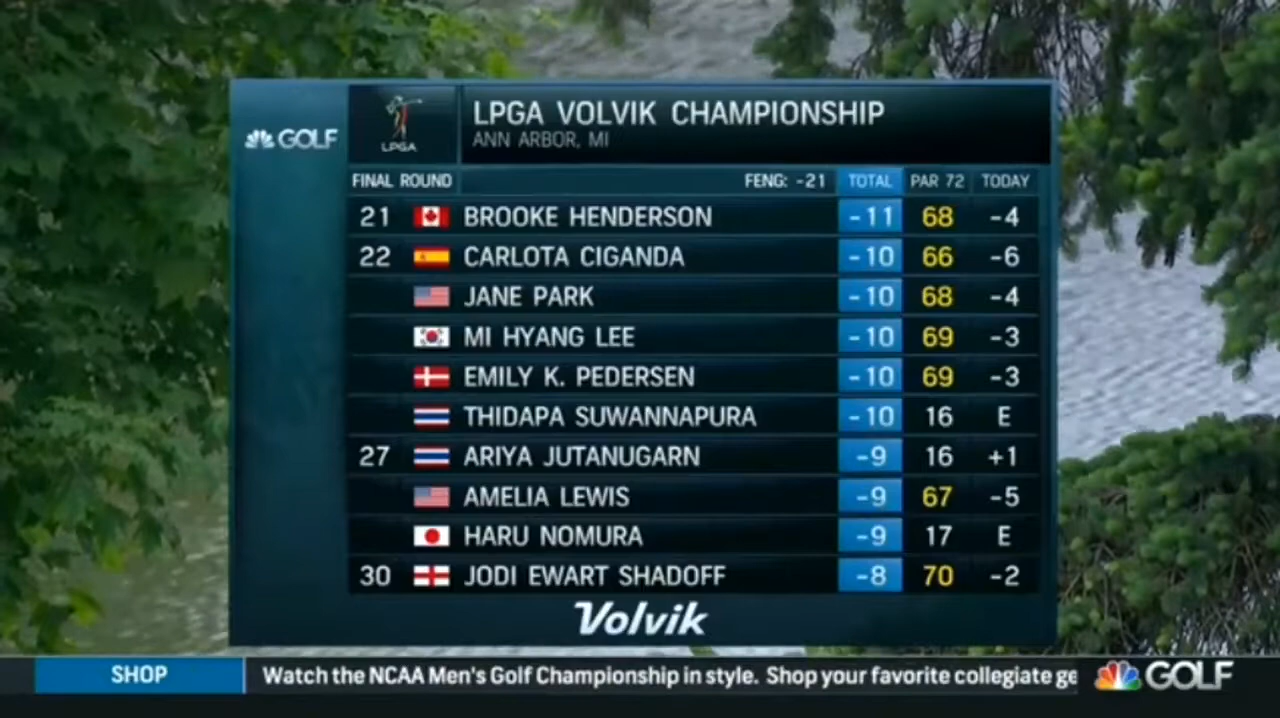 LPGA VOLVIK CHAMPIONSHIP
GOLF
LPGA
ANN ARBOR, MI
FINAL ROUND FENG: -21 TOTAL PAR 72 TODAY
21 BROOKE HENDERSON -11 68 -4
22 CARLOTA CIGANDA -10 66 -6
JANE PARK -10 68 -4
MI HYANG LEE -10 69 -3
EMILY K. PEDERSEN -10 69 -3
THIDAPA SUWANNAPURA -10 16 E
27 ARIYA JUTANUGARN -9 16 +1
AMELIA LEWIS -9 67 -5
HARU NOMURA -9 17 E
30 JODI EWART SHADOFF -8 70 -2
Volvik
SHOP Watch the NCAA Men's Golf Championship in style. Shop your favorite collegiate ge GOLF